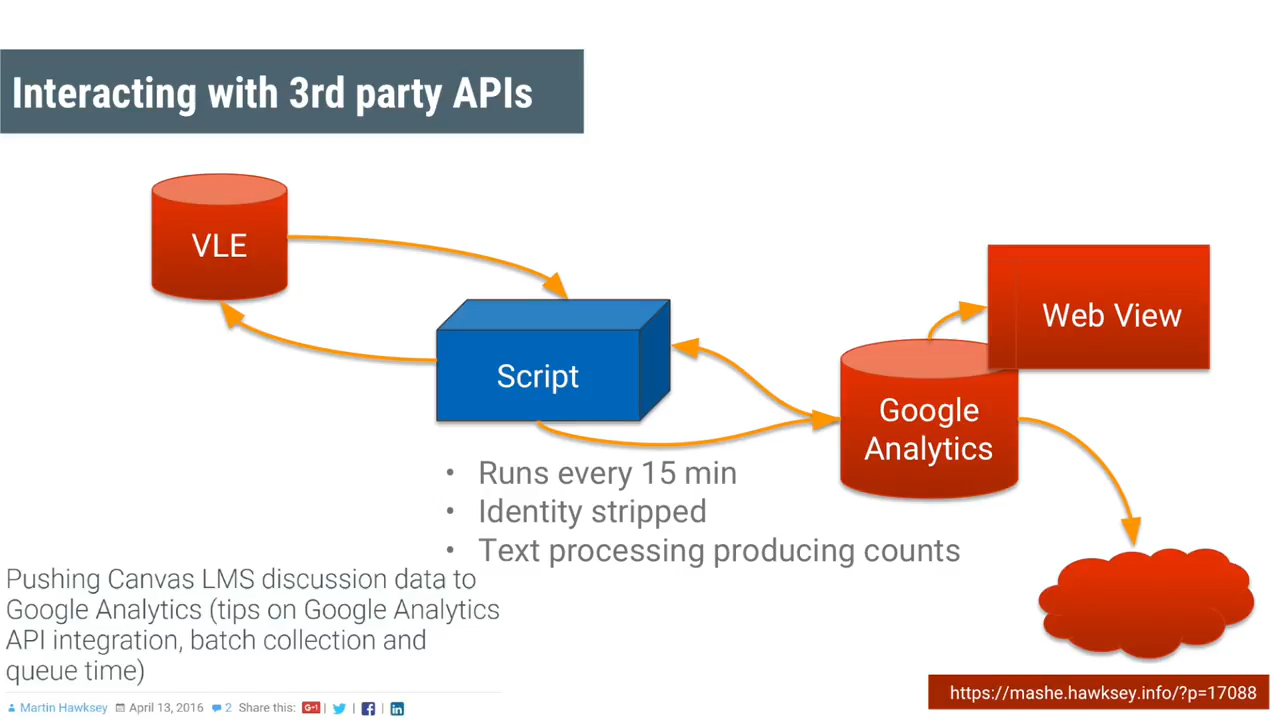 Interacting with 3rd party APIs
VLE
Script
Web View
Google
Analytics
• Runs every 15 min
• Identity stripped
• Text processing producing counts
Pushing Canvas LMS discussion data to
Google Analytics (tips on Google Analytics
API integration, batch collection and
queue time)
Martin Hawksey April 13, 2016 2 Share this: G+1 | | f | in
https://mashe.hawksey.info/?p=17088